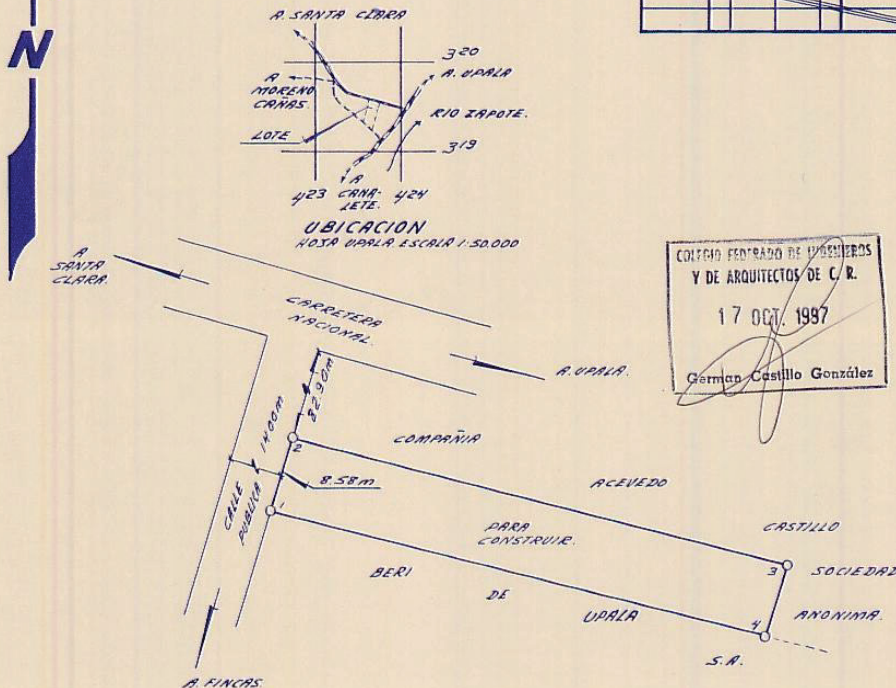 N
A. SANTA CLARA
320
A. UPALA
A
MORENO
CAÑAS.
RIO ZAPOTE.
LOTE
319
423
A
CANA-
LETE.
424
UBICACION
HOJA UPALA ESCALA 1:50.000
A
SANTA
CLARA.
COLEGIO FEDERADO DE INGENIEROS
Y DE ARQUITECTOS DE C. R.
17 OCT. 1997
German Castillo González
CARRETERA
NACIONAL
A. UPALA.
82.90m
14.00m
2
COMPAÑIA
CALLE
PUBLICA
8.58m
ACEVEDO
1
PARA
CONSTRUIR.
CASTILLO
3
SOCIEDAD
BERI
DE
UPALA
4
ANONIMA.
S.A.
A. FINCAS.